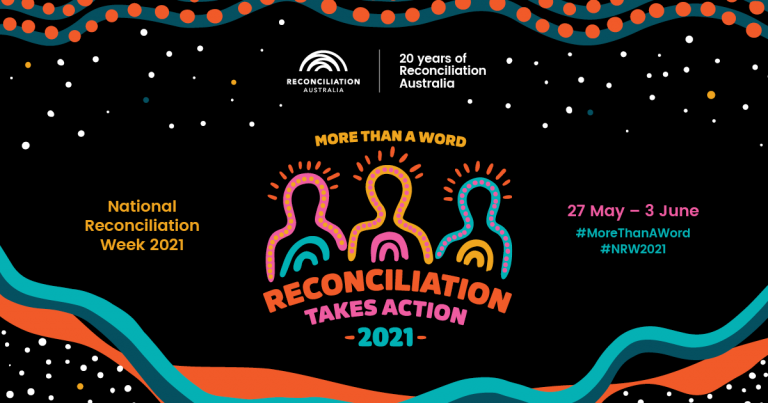 RECONCILIATION
AUSTRALIA
20 years of
Reconciliation
Australia
MORE THAN A WORD
National
Reconciliation
Week 2021
27 May – 3 June
#MoreThanAWord
#NRW2021
RECONCILIATION
TAKES ACTION
-2021-